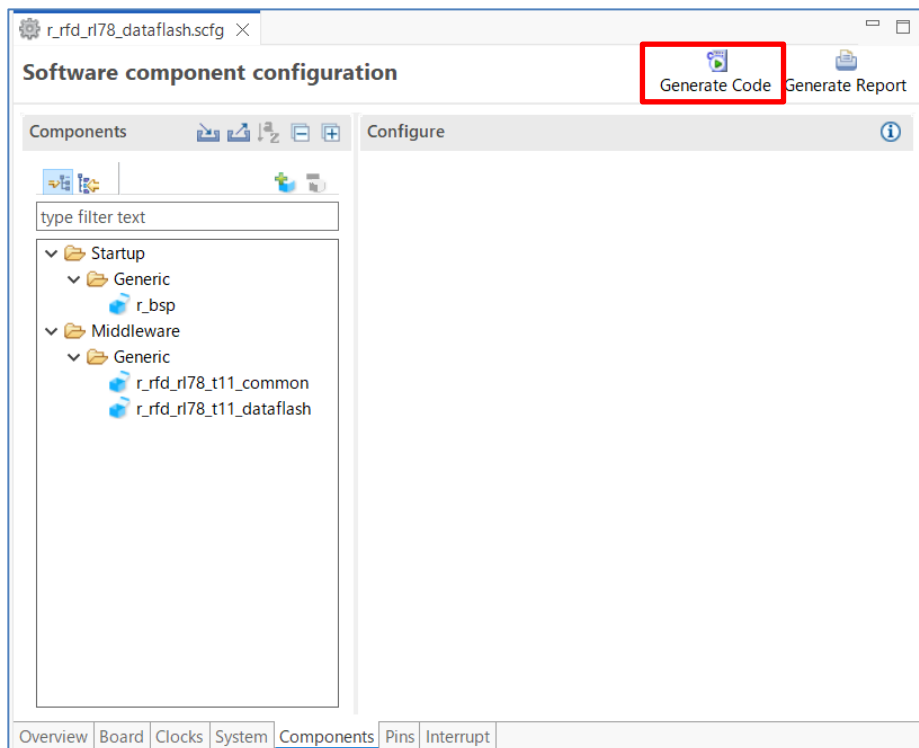 r_rfd_rl78_dataflash.scfg
Software component configuration
Generate Code
Generate Report
Components
Configure
type filter text
Startup
Generic
r_bsp
Middleware
Generic
r_rfd_rl78_t11_common
r_rfd_rl78_t11_dataflash
Overview Board Clocks System Components Pins Interrupt